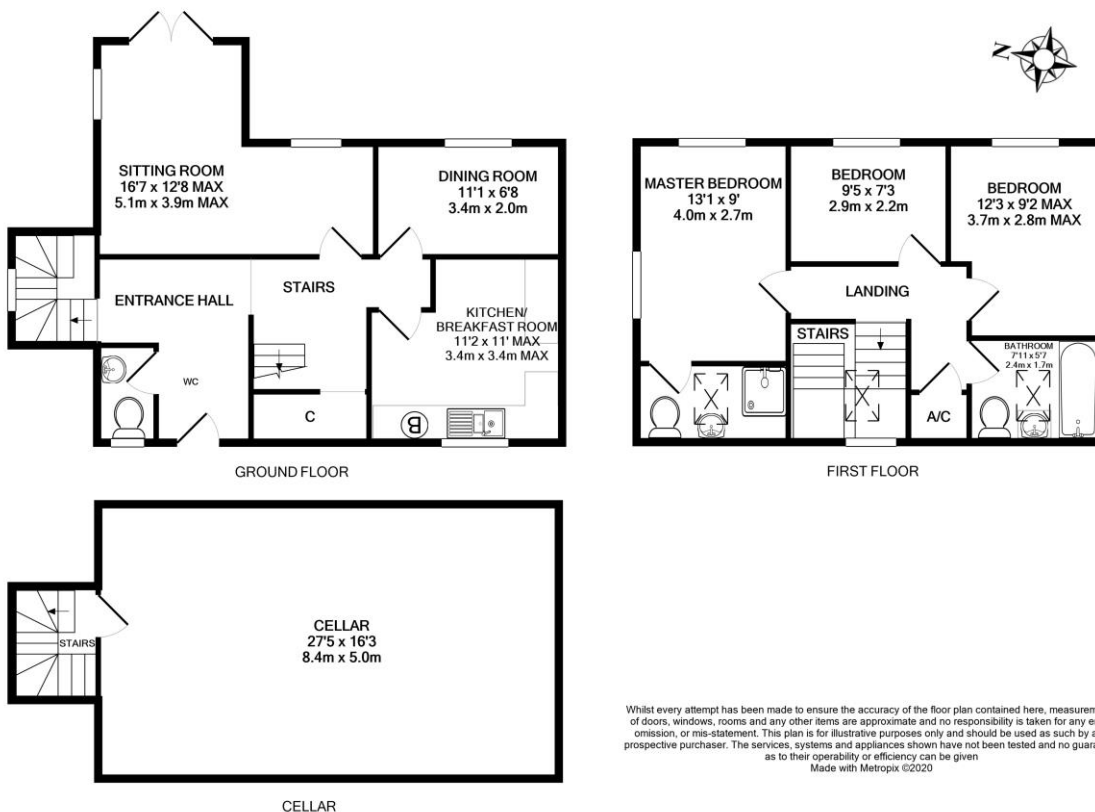 N
SITTING ROOM
16'7 x 12'8 MAX
5.1m x 3.9m MAX
DINING ROOM
11'1 x 6'8
3.4m x 2.0m
ENTRANCE HALL
STAIRS
KITCHEN/
BREAKFAST ROOM
11'2 x 11' MAX
3.4m x 3.4m MAX
WC
C
B
GROUND FLOOR
MASTER BEDROOM
13'1 x 9'
4.0m x 2.7m
BEDROOM
9'5 x 7'3
2.9m x 2.2m
BEDROOM
12'3 x 9'2 MAX
3.7m x 2.8m MAX
LANDING
STAIRS
BATHROOM
7'11 x 5'7
2.4m x 1.7m
A/C
FIRST FLOOR
STAIRS
CELLAR
27'5 x 16'3
8.4m x 5.0m
CELLAR
Whilst every attempt has been made to ensure the accuracy of the floor plan contained here,
of doors, windows, rooms and any other items are approximate and no responsibility is taken for any
omission, or mis-statement. This plan is for illustrative purposes only and should be used as such by
prospective purchaser. The services, systems and appliances shown have not been tested and no
as to their operability or efficiency can be given
Made with Metropix ©2020